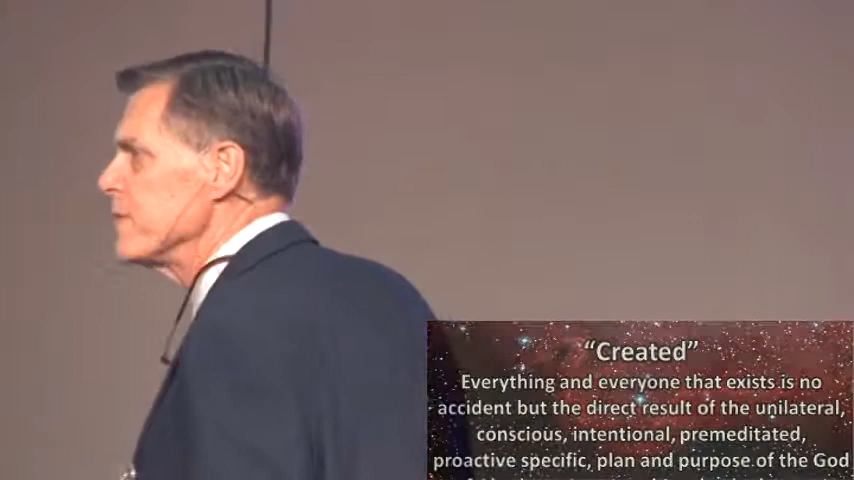 “Created”
Everything and everyone that exists is no
accident but the direct result of the unilateral,
conscious, intentional, premeditated,
proactive specific, plan and purpose of the God